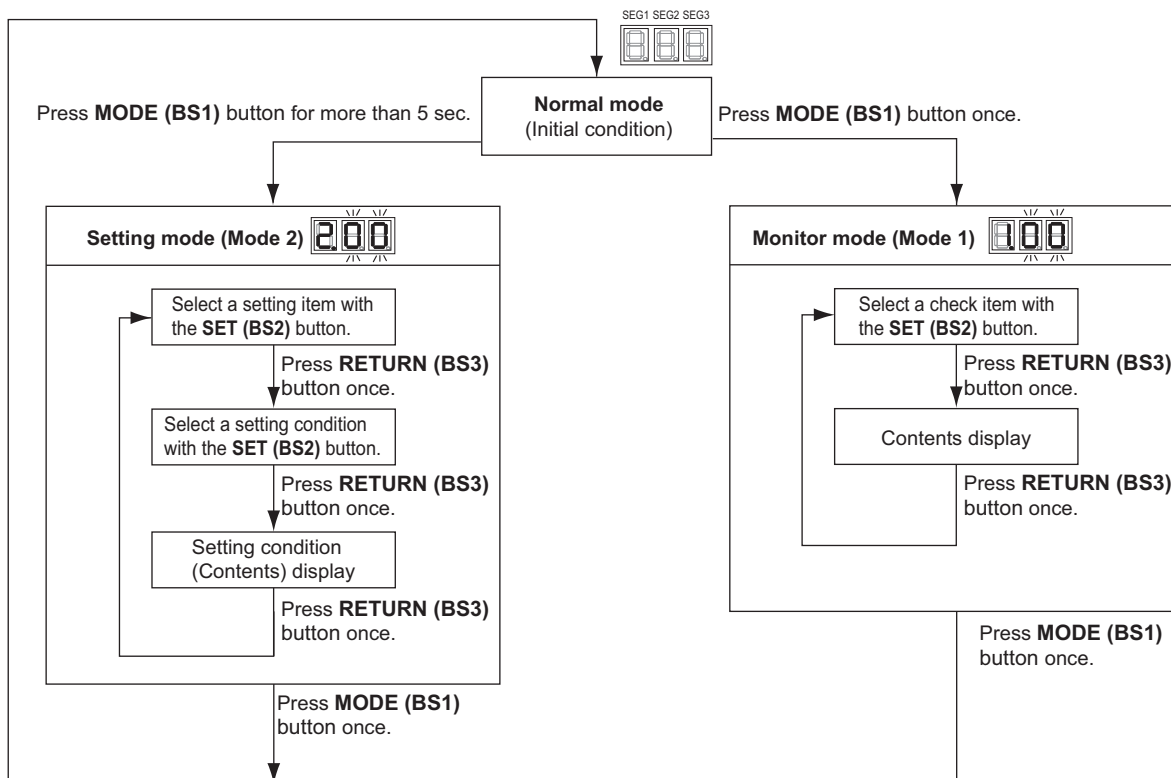 SEG1 SEG2 SEG3
Normal mode
(Initial condition)
Press MODE (BS1) button for more than 5 sec.
Press MODE (BS1) button once.
Setting mode (Mode 2) 2.00
Select a setting item with
the SET (BS2) button.
Press RETURN (BS3)
button once.
Select a setting condition
with the SET (BS2) button.
Press RETURN (BS3)
button once.
Setting condition
(Contents) display
Press RETURN (BS3)
button once.
Press MODE (BS1)
button once.
Monitor mode (Mode 1) 1.00
Select a check item with
the SET (BS2) button.
Press RETURN (BS3)
button once.
Contents display
Press RETURN (BS3)
button once.
Press MODE (BS1)
button once.